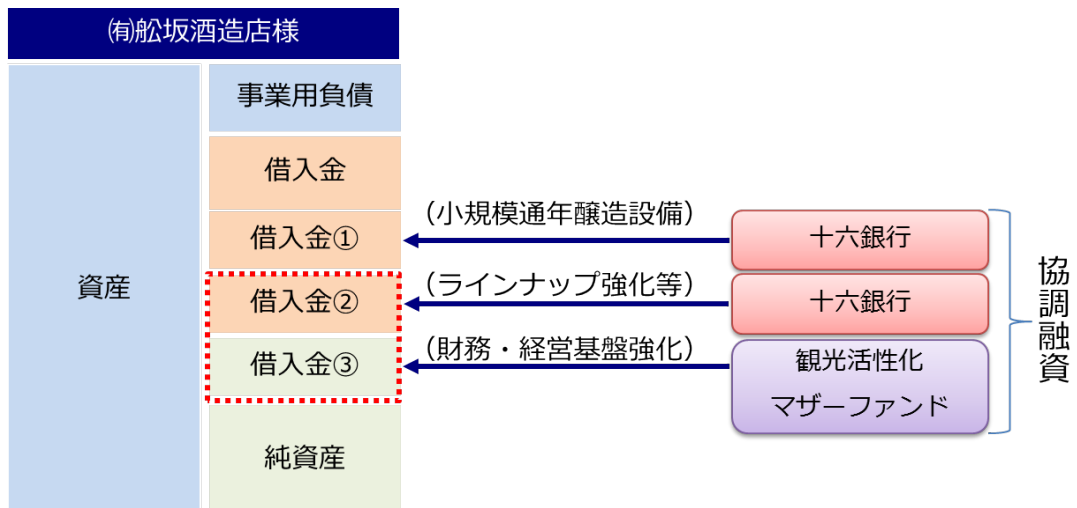 ㈲舩坂酒造店様
資産
事業用負債
借入金
借入金①
借入金②
借入金③
純資産
（小規模通年醸造設備）
（ラインナップ強化等）
（財務・経営基盤強化）
十六銀行
十六銀行
観光活性化
マザーファンド
協調融資